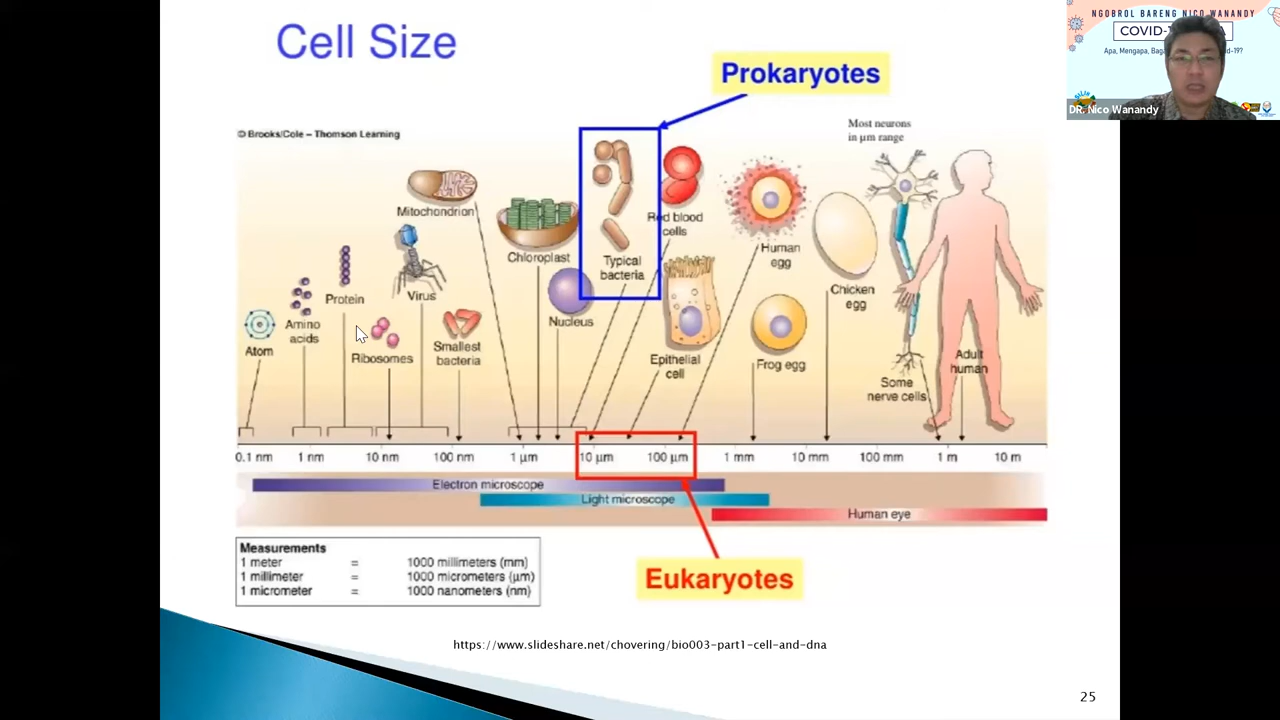 Cell Size
Prokaryotes
© Brooks/Cole – Thomson Learning
Most neurons
in µm range
Mitochondrion
Chloroplast
Typical
bacteria
Red blood
cells
Human
egg
Chicken
egg
Protein
Virus
Amino
acids
Nucleus
Atom
Ribosomes
Smallest
bacteria
Epithelial
cell
Frog egg
Some
nerve cells
Adult
human
0.1 nm 1 nm 10 nm 100 nm 1 µm 10 µm 100 µm 1 mm 10 mm 100 mm 1 m 10 m
Electron microscope
Light microscope
Human eye
Measurements
1 meter = 1000 millimeters (mm)
1 millimeter = 1000 micrometers (µm)
1 micrometer = 1000 nanometers (nm)
Eukaryotes
https://www.slideshare.net/chovering/bio003-part1-cell-and-dna
25
NGOBROL BARENG NICO WANANDY
Apa, Mengapa,
DR. Nico Wanandy